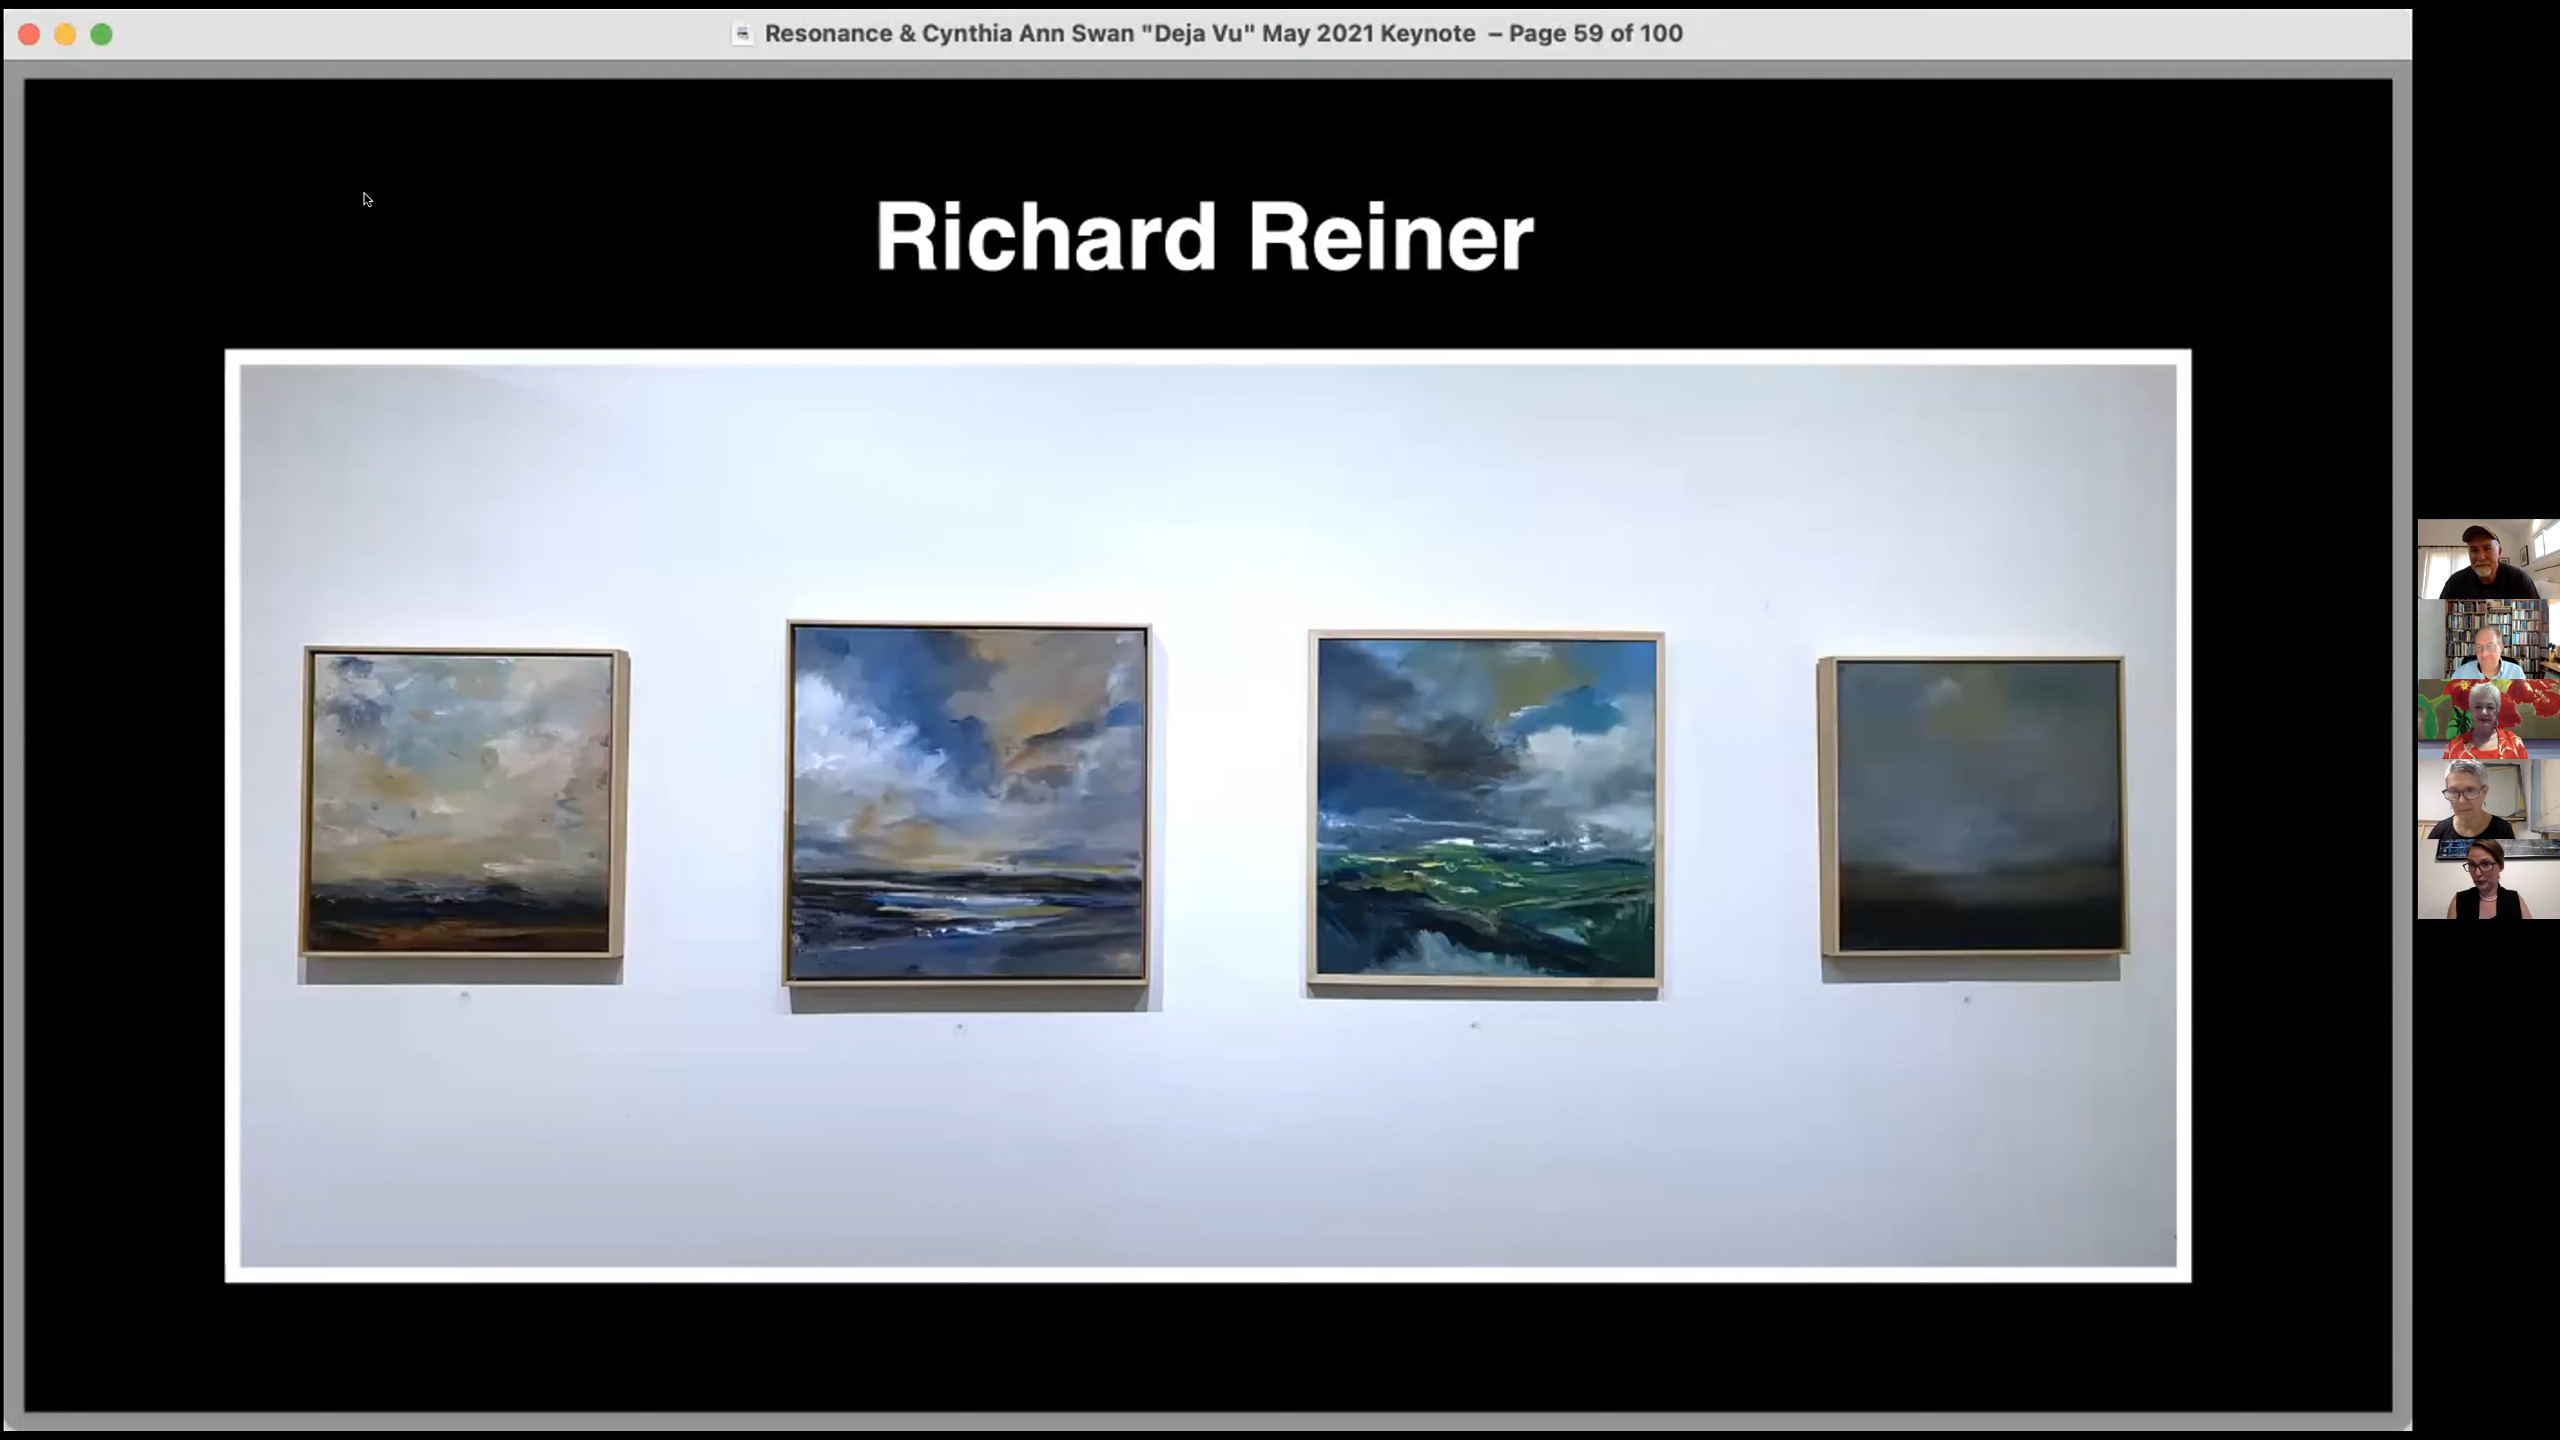 Resonance & Cynthia Ann Swan "Deja Vu" May 2021 Keynote – Page 59 of 100
Richard Reiner